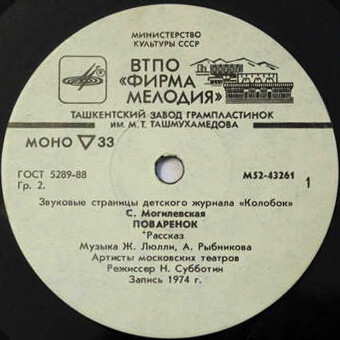 МИНИСТЕРСТВО
КУЛЬТУРЫ СССР
ВТПО
«ФИРМА
МЕЛОДИЯ»
ТАШКЕНТСКИЙ ЗАВОД ГРАМПЛАСТИНОК
ИМ. М. Т. ТАШМУХАМЕДОВА
МОНО 33
ГОСТ 5289-88
Гр. 2.
М52-43261
1
Звуковые страницы детского журнала «Колобок»
С. Могилевская
ПОВАРЕНОК
Рассказ
Музыка Ж. Люлли, А. Рыбникова
Артисты московских театров
Режиссер Н. Субботин
Запись 1974 г.